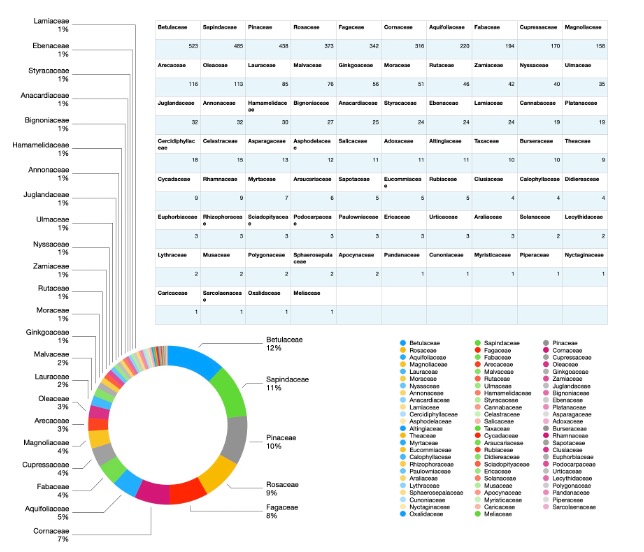 Lamiaceae
1%
Ebenaceae
1%
Styracaceae
1%
Anacardiaceae
1%
Bignoniaceae
1%
Hamamelidaceae
1%
Annonaceae
1%
Juglandaceae
1%
Ulmaceae
1%
Nyssaceae
1%
Zamiaceae
1%
Rutaceae
1%
Moraceae
1%
Ginkgoaceae
1%
Malvaceae
2%
Lauraceae
2%
Oleaceae
3%
Arecaceae
3%
Magnoliaceae
4%
Cupressaceae
4%
Fabaceae
4%
Aquifoliaceae
5%
Cornaceae
7%
Betulaceae
12%
Sapindaceae
11%
Pinaceae
10%
Rosaceae
9%
Fagaceae
8%
Betulaceae Sapindaceae Pinaceae Rosaceae Fagaceae Cornaceae Aquifoliaceae Fabaceae Cupressaceae Magnoliaceae
523 485 438 373 342 316 220 194 170 158
Arecaceae Oleaceae Lauraceae Malvaceae Ginkgoaceae Moraceae Rutaceae Zamiaceae Nyssaceae Ulmaceae
116 113 85 76 56 51 46 42 40 35
Juglandaceae Annonaceae Hamamelidaceae Bignoniaceae Anacardiaceae Styracaceae Ebenaceae Lamiaceae Cannabaceae Platanaceae
32 32 30 27 25 24 24 24 19 19
Cercidiphyllaceae Celastraceae Asparagaceae Asphodelaceae Salicaceae Adoxaceae Altingiaceae Taxaceae Burseraceae Theaceae
18 15 13 12 11 11 11 10 10 9
Cycadaceae Rhamnaceae Myrtaceae Araucariaceae Sapotaceae Eucommiaceae Rubiaceae Clusiaceae Calophyllaceae Didiereaceae
9 9 7 6 5 5 5 4 4 4
Euphorbiaceae Rhizophoraceae Sciadopityaceae Podocarpaceae Paulowniaceae Ericaceae Urticaceae Araliaceae Solanaceae Lecythidaceae
3 3 3 3 3 3 3 3 2 2
Lythraceae Musaceae Polygonaceae Sphaerosepalaceae Apocynaceae Pandanaceae Cunoniaceae Myristicaceae Piperaceae Nyctaginaceae
2 2 2 2 2 1 1 1 1 1
Caricaceae Sarcolaenaceae Oxalidaceae Meliaceae
1 1 1 1
Betulaceae Sapindaceae Pinaceae
Rosaceae Fagaceae Cornaceae
Aquifoliaceae Fabaceae Cupressaceae
Magnoliaceae Arecaceae Oleaceae
Lauraceae Malvaceae Ginkgoaceae
Moraceae Rutaceae Zamiaceae
Nyssaceae Ulmaceae Juglandaceae
Annonaceae Hamamelidaceae Bignoniaceae
Anacardiaceae Styracaceae Ebenaceae
Lamiaceae Cannabaceae Platanaceae
Cercidiphyllaceae Celastraceae Asparagaceae
Asphodelaceae Salicaceae Adoxaceae
Altingiaceae Taxaceae Burseraceae
Theaceae Cycadaceae Rhamnaceae
Myrtaceae Araucariaceae Sapotaceae
Eucommiaceae Rubiaceae Clusiaceae
Calophyllaceae Didiereaceae Euphorbiaceae
Rhizophoraceae Sciadopityaceae Podocarpaceae
Paulowniaceae Ericaceae Urticaceae
Araliaceae Solanaceae Lecythidaceae
Lythraceae Musaceae Polygonaceae
Sphaerosepalaceae Apocynaceae Pandanaceae
Cunoniaceae Myristicaceae Piperaceae
Nyctaginaceae Caricaceae Sarcolaenaceae
Oxalidaceae Meliaceae